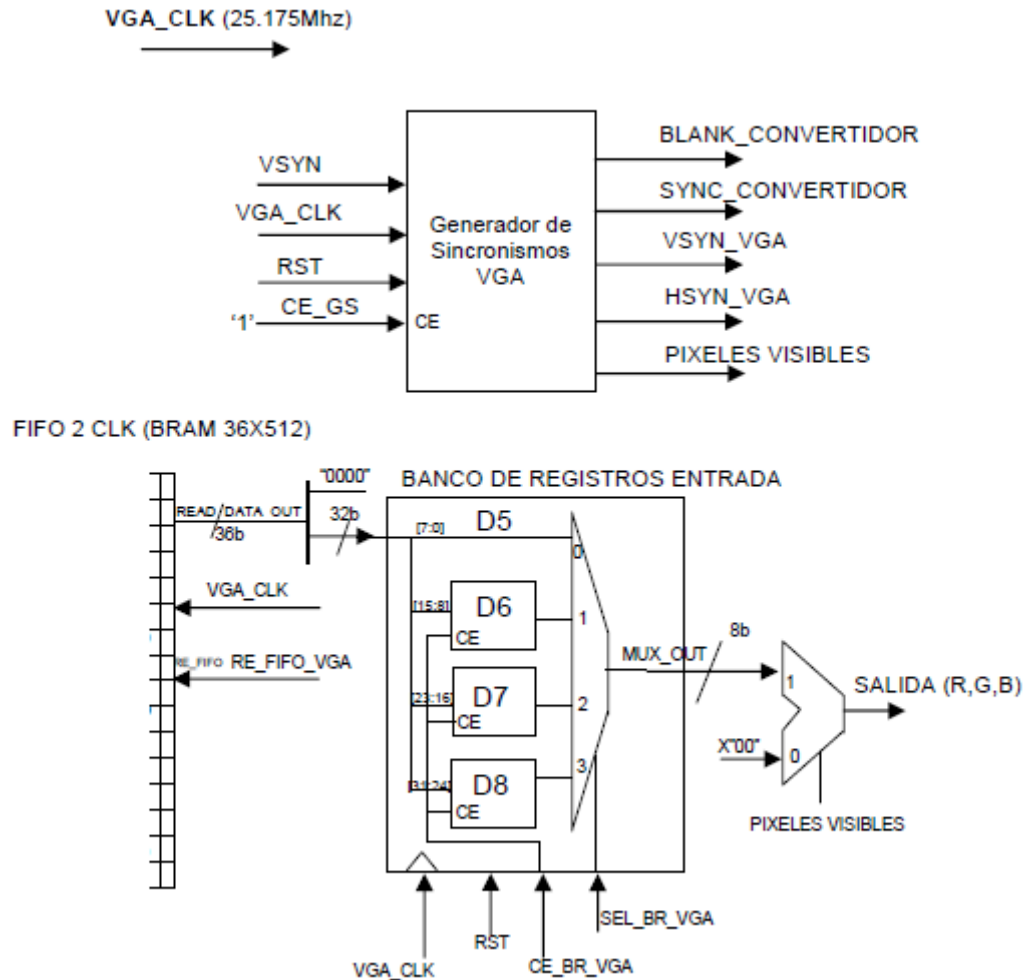 VGA_CLK (25.175Mhz)
VSYN
VGA_CLK
RST
'1'
CE_GS
CE
Generador de
Sincronismos
VGA
BLANK_CONVERTIDOR
SYNC_CONVERTIDOR
VSYN_VGA
HSYN_VGA
PIXELES VISIBLES
FIFO 2 CLK (BRAM 36X512)
"0000"
BANCO DE REGISTROS ENTRADA
READ/DATA_OUT
36b
32b
[7:0]
D5
0
VGA_CLK
[15:8]
D6
CE
1
RE_FIFO
RE_FIFO_VGA
[23:16]
D7
CE
2
[31:24]
D8
CE
3
MUX_OUT
8b
1
X"00"
0
SALIDA (R,G,B)
PIXELES VISIBLES
VGA_CLK
RST
CE_BR_VGA
SEL_BR_VGA